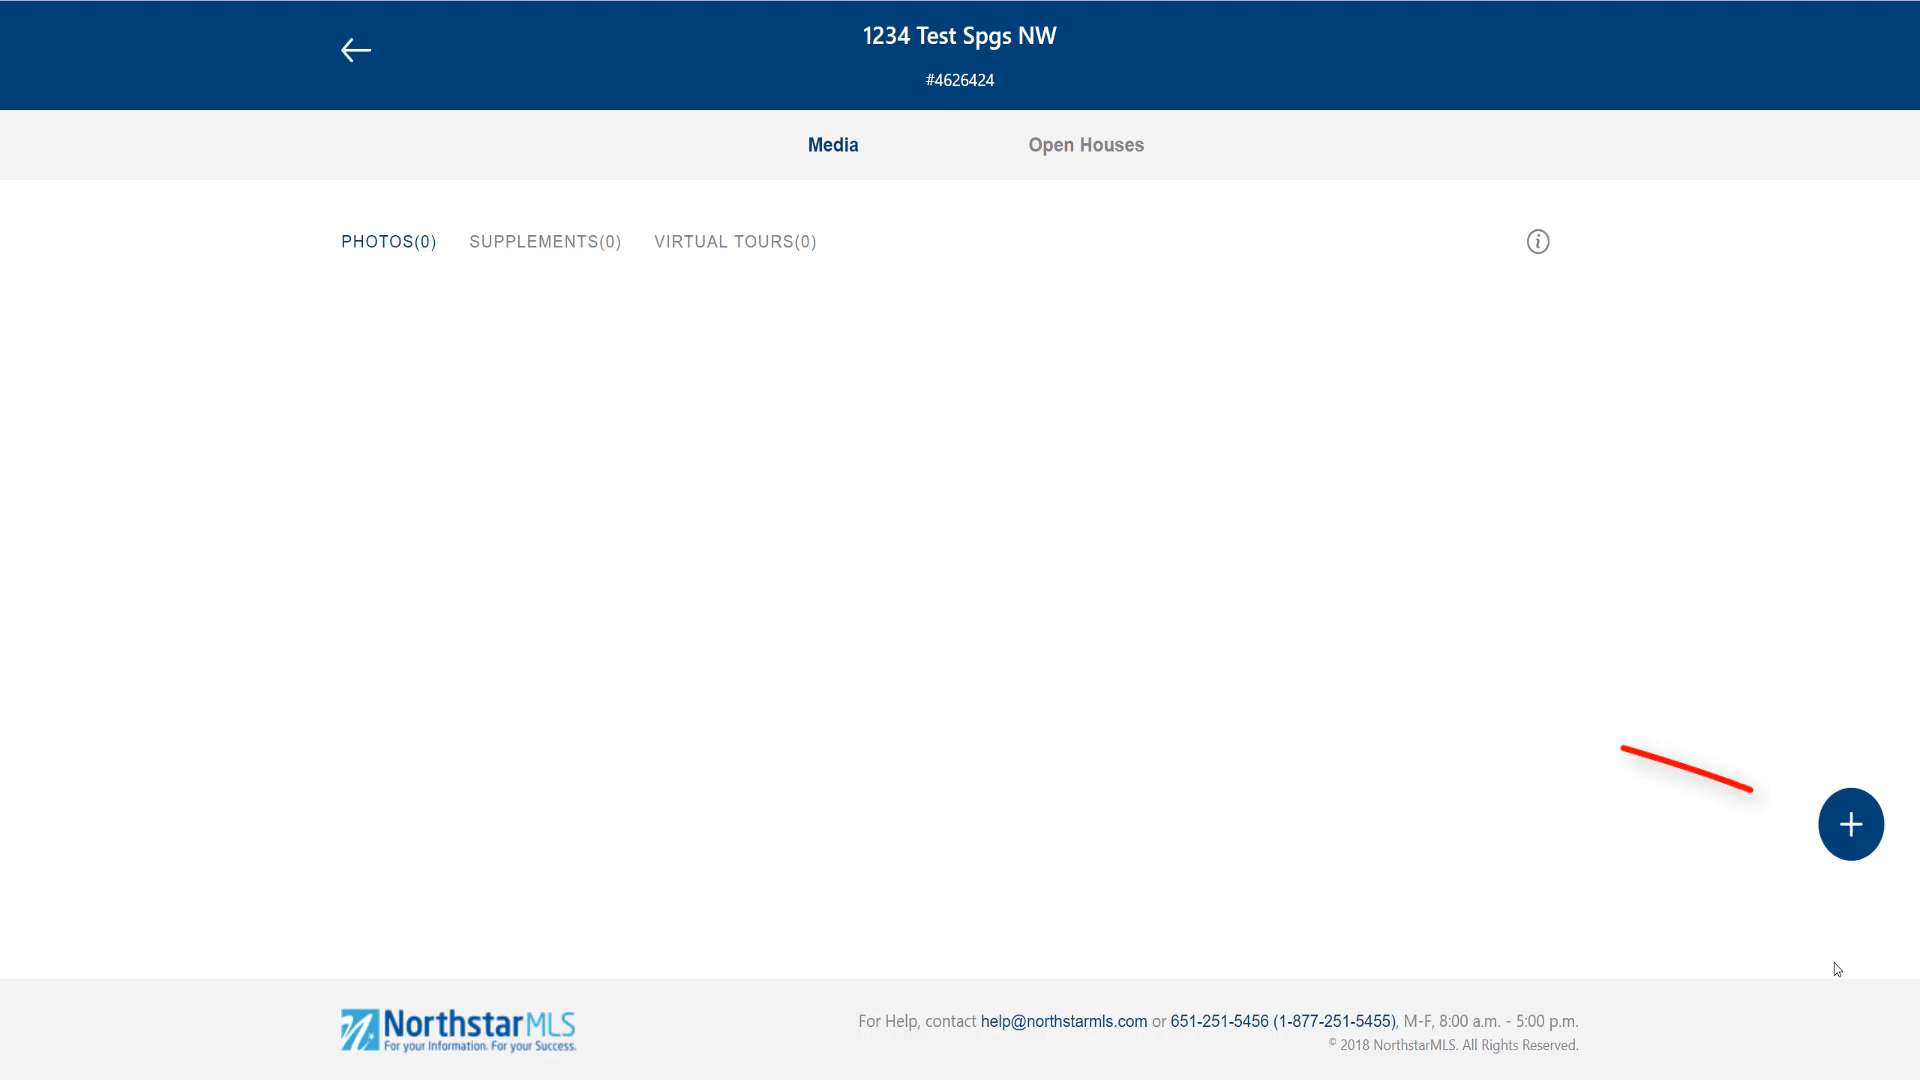 1234 Test Spgs NW
#4626424
Media
Open Houses
PHOTOS(0)
SUPPLEMENTS(0)
VIRTUAL TOURS(0)
NorthstarMLS
For your Information. For your Success.
For Help, contact help@northstarmls.com or 651-251-5456 (1-877-251-5455), M-F, 8:00 a.m. - 5:00 p.m.
© 2018 NorthstarMLS. All Rights Reserved.